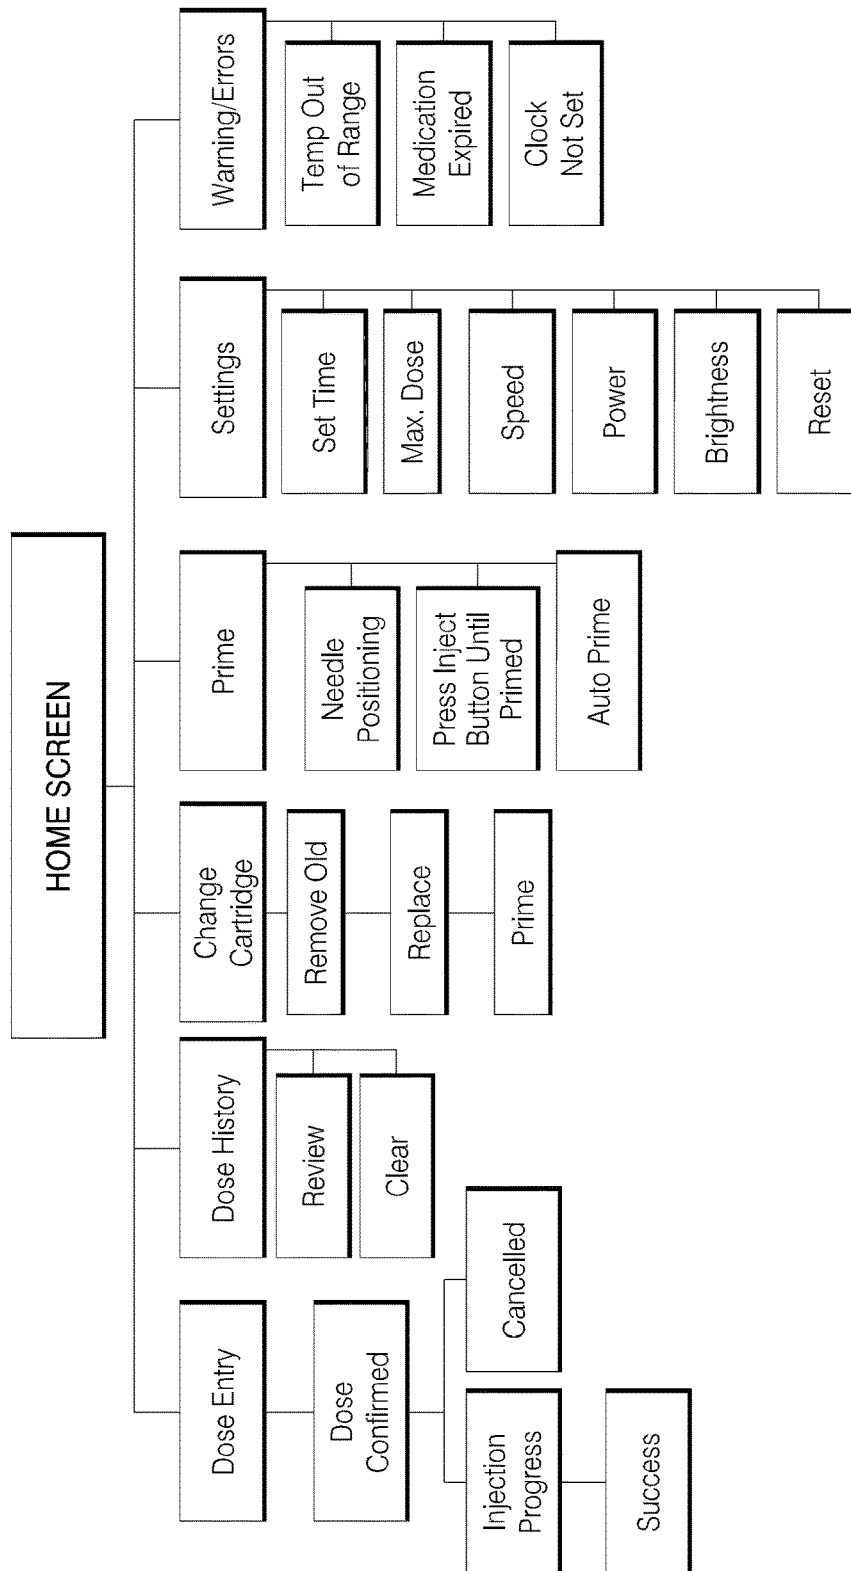 HOME SCREEN
Dose Entry
Dose
Confirmed
Injection
Progress
Success
Cancelled
Dose History
Review
Clear
Change
Cartridge
Remove Old
Replace
Prime
Prime
Needle
Positioning
Press Inject
Button Until
Primed
Auto Prime
Settings
Set Time
Max. Dose
Speed
Power
Brightness
Reset
Warning/Errors
Temp Out
of Range
Medication
Expired
Clock
Not Set